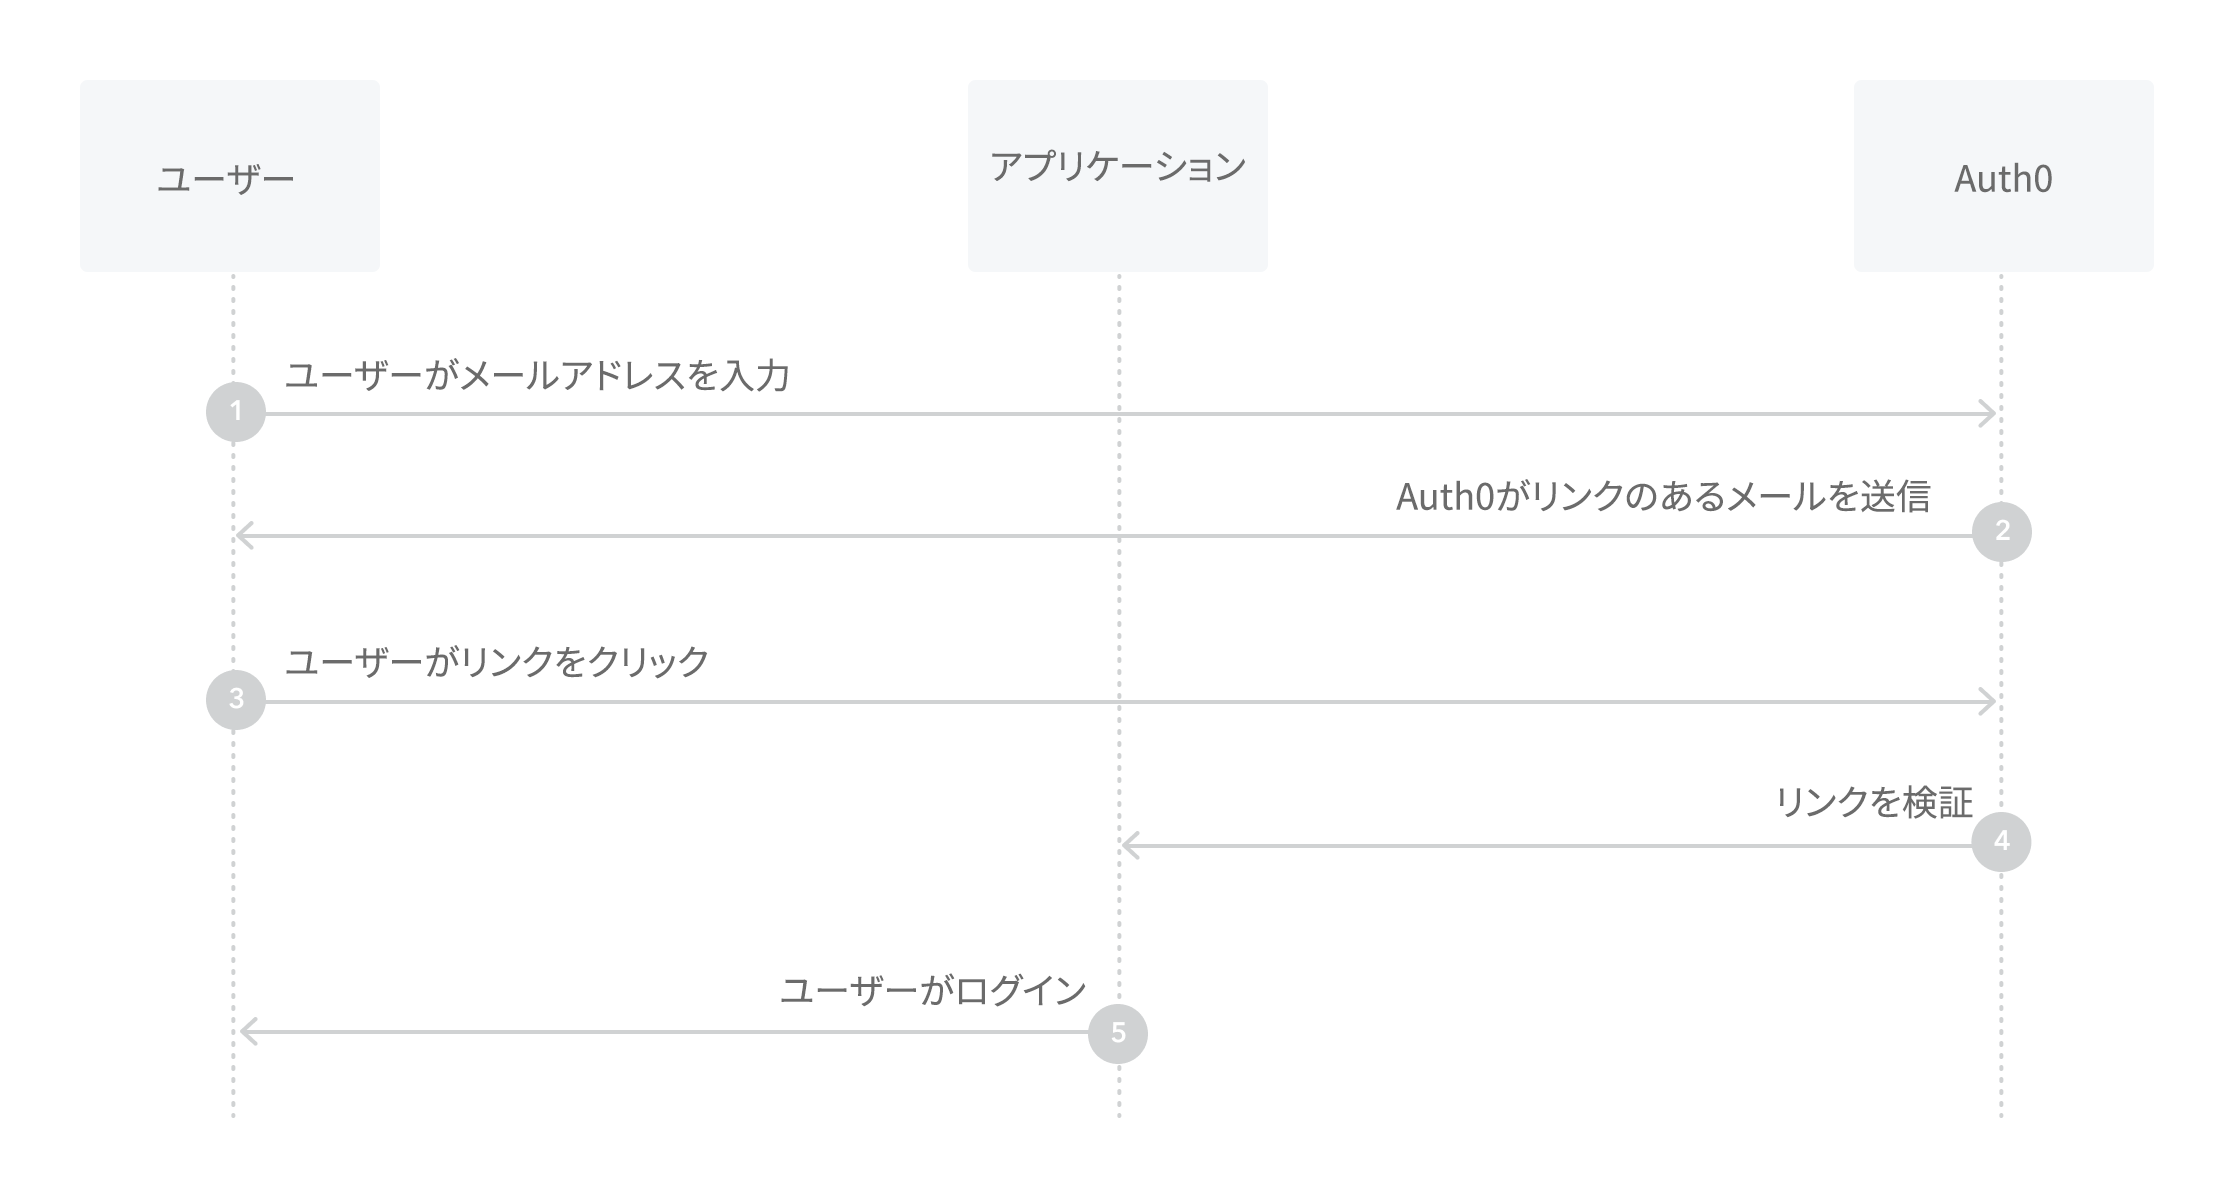 ユーザー
アプリケーション
Auth0
ユーザーがメールアドレスを入力
1
Auth0がリンクのあるメールを送信
2
ユーザーがリンクをクリック
3
リンクを検証
4
ユーザーがログイン
5